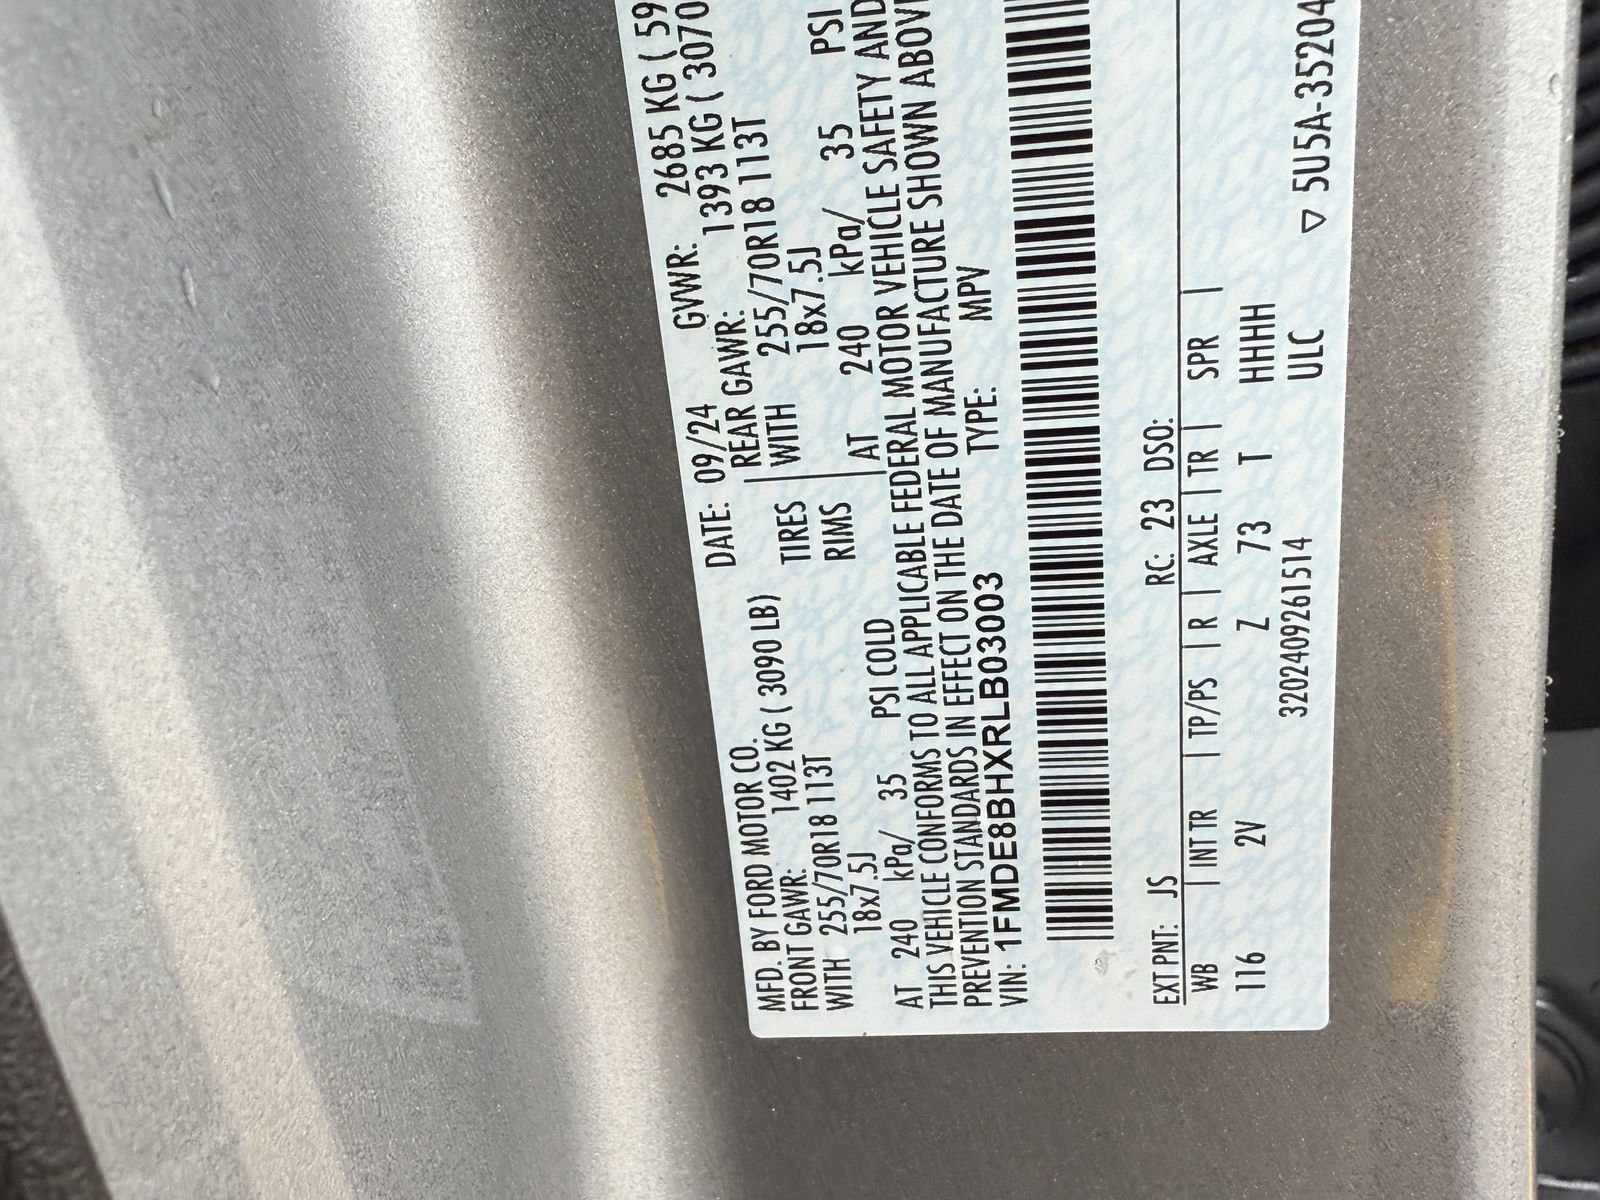 MFD. BY FORD MOTOR CO. DATE: 09/24 GVWR: 2685 KG ( 59
FRONT GAWR: 1402 KG ( 3090 LB) REAR GAWR: 1393 KG ( 3070
WITH 255/70R18 113T TIRES WITH 255/70R18 113T
18x7.5J RIMS 18x7.5J
AT 240 kPa/ 35 PSI COLD AT 240 kPa/ 35 PSI
THIS VEHICLE CONFORMS TO ALL APPLICABLE FEDERAL MOTOR VEHICLE SAFETY AND
PREVENTION STANDARDS IN EFFECT ON THE DATE OF MANUFACTURE SHOWN ABOV
VIN: 1FMDE8BHXRLB03003 TYPE: MPV
EXT PNT: JS RC: 23 DSO:
WB | INT TR | TP/PS | R | AXLE | TR | SPR |
116 2V Z 73 T HHHH
3202409261514 ULC
▽ 5U5A-35204